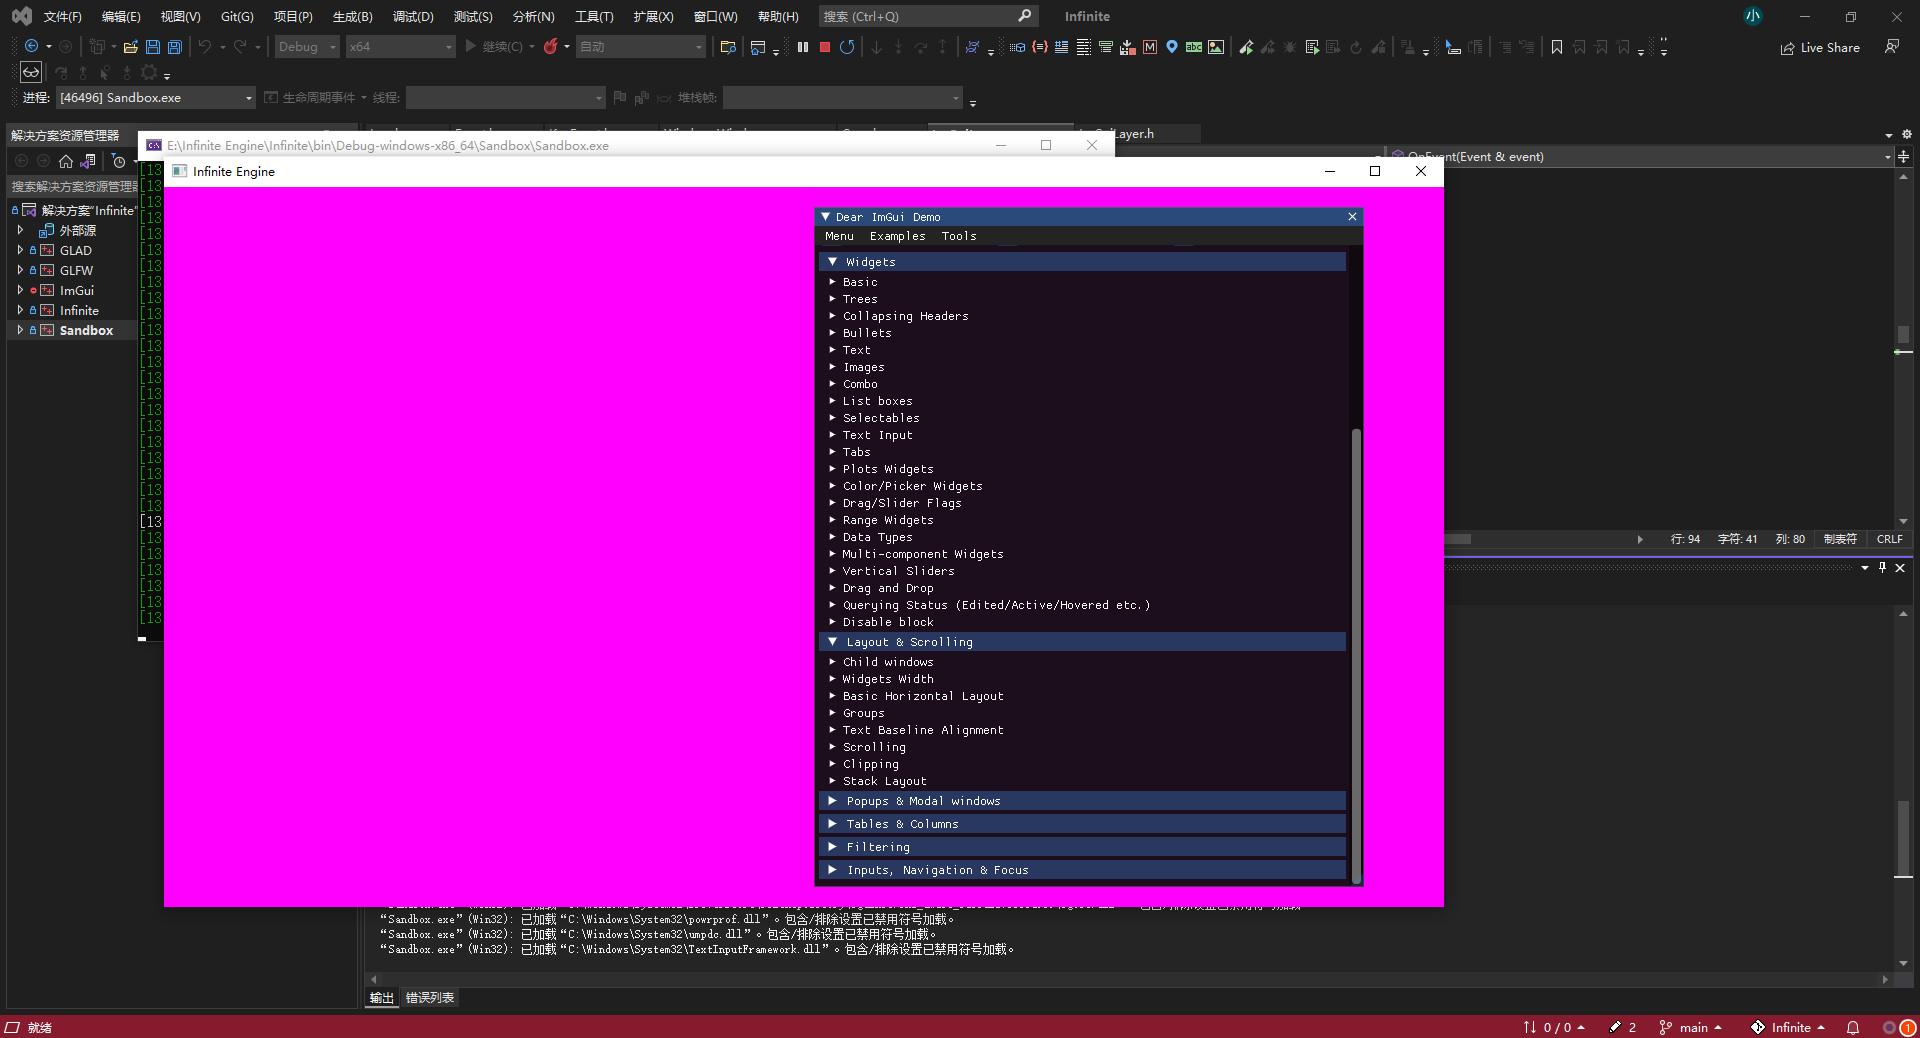 文件(F) 编辑(E) 视图(V) Git(G) 项目(P) 生成(B) 调试(D) 测试(S) 分析(N) 工具(T) 扩展(X) 窗口(W) 帮助(H) 搜索 (Ctrl+Q) Infinite 小
Debug x64 继续(C) 自动 Live Share
进程: [46496] Sandbox.exe 生命周期事件 线程: 堆栈帧:
解决方案资源管理器
搜索解决方案资源管理器
解决方案"Infinite"
外部源
GLAD
GLFW
ImGui
Infinite
Sandbox
Layer.h
OnEvent(Event & event)
E:\Infinite Engine\Infinite\bin\Debug-windows-x86_64\Sandbox\Sandbox.exe
Infinite Engine
Dear ImGui Demo
Menu Examples Tools
Widgets
Basic
Trees
Collapsing Headers
Bullets
Text
Images
Combo
List boxes
Selectables
Text Input
Tabs
Plots Widgets
Color/Picker Widgets
Drag/Slider Flags
Range Widgets
Data Types
Multi-component Widgets
Vertical Sliders
Drag and Drop
Querying Status (Edited/Active/Hovered etc.)
Disable block
Layout & Scrolling
Child windows
Widgets Width
Basic Horizontal Layout
Groups
Text Baseline Alignment
Scrolling
Clipping
Stack Layout
Popups & Modal windows
Tables & Columns
Filtering
Inputs, Navigation & Focus
行: 94 字符: 41 列: 80 制表符 CRLF
“Sandbox.exe”(Win32): 已加载“C:\Windows\System32\powrprof.dll”。包含/排除设置已禁用符号加载。
“Sandbox.exe”(Win32): 已加载“C:\Windows\System32\umpdc.dll”。包含/排除设置已禁用符号加载。
“Sandbox.exe”(Win32): 已加载“C:\Windows\System32\TextInputFramework.dll”。包含/排除设置已禁用符号加载。
输出 错误列表
就绪 0 / 0 2 main Infinite 1